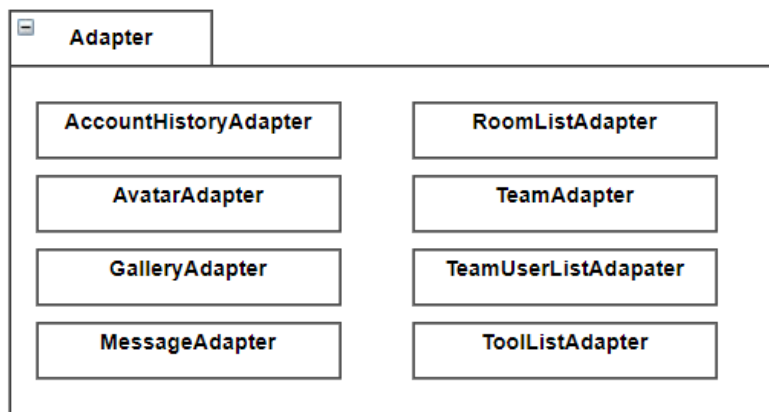 Adapter
AccountHistoryAdapter
RoomListAdapter
AvatarAdapter
TeamAdapter
GalleryAdapter
TeamUserListAdapater
MessageAdapter
ToolListAdapter